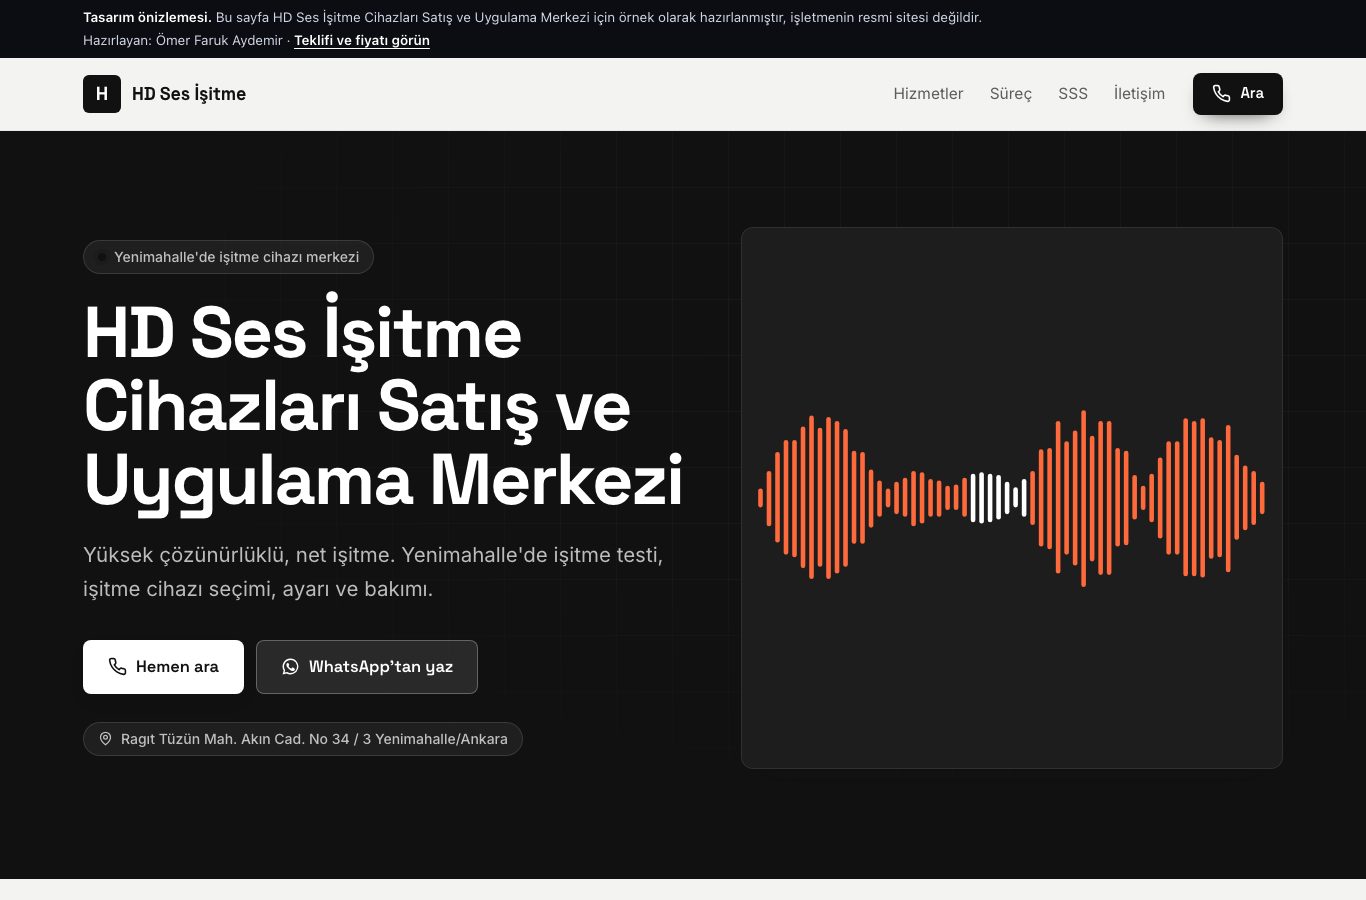 Tasarım önizlemesi. Bu sayfa HD Ses İşitme Cihazları Satış ve Uygulama Merkezi için örnek olarak hazırlanmıştır, işletmenin resmi sitesi değildir.
Hazırlayan: Ömer Faruk Aydemir · Teklifi ve fiyatı görün
H HD Ses İşitme Hizmetler Süreç SSS İletişim Ara
Yenimahalle'de işitme cihazı merkezi
HD Ses İşitme
Cihazları Satış ve
Uygulama Merkezi
Yüksek çözünürlüklü, net işitme. Yenimahalle'de işitme testi,
işitme cihazı seçimi, ayarı ve bakımı.
Hemen ara WhatsApp'tan yaz
Ragıt Tüzün Mah. Akın Cad. No 34 / 3 Yenimahalle/Ankara